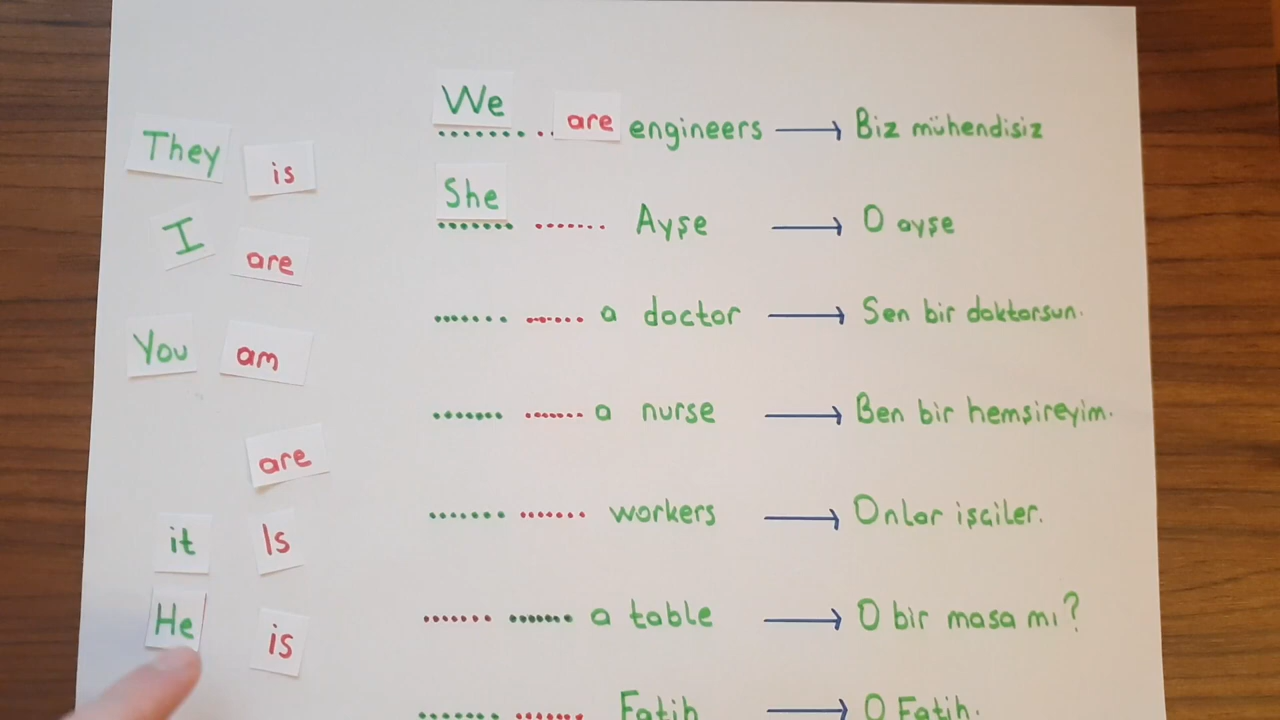 We are engineers → Biz mühendisiz
She Ayşe → O ayşe
a doctor → Sen bir doktorsun.
a nurse → Ben bir hemşireyim.
workers → Onlar işçiler.
a table → O bir masa mı?
Fatih → O Fatih.
They is
I are
You am
are
it Is
He is